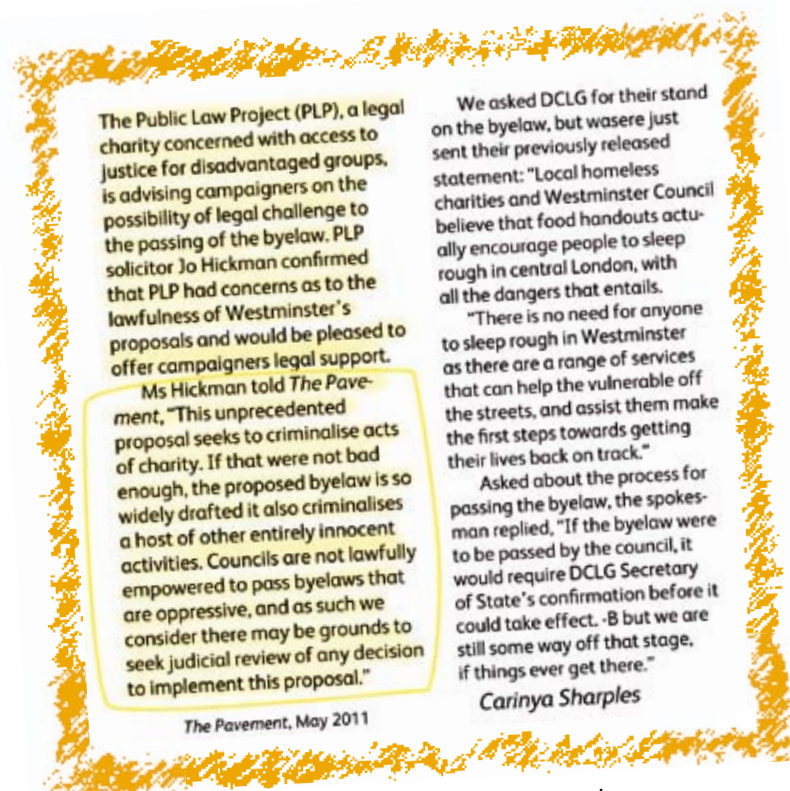 The Public Law Project (PLP), a legal
charity concerned with access to
justice for disadvantaged groups,
is advising campaigners on the
possibility of legal challenge to
the passing of the byelaw. PLP
solicitor Jo Hickman confirmed
that PLP had concerns as to the
lawfulness of Westminster's
proposals and would be pleased to
offer campaigners legal support.
Ms Hickman told The Pave-
ment, "This unprecedented
proposal seeks to criminalise acts
of charity. If that were not bad
enough, the proposed byelaw is so
widely drafted it also criminalises
a host of other entirely innocent
activities. Councils are not lawfully
empowered to pass byelaws that
are oppressive, and as such we
consider there may be grounds to
seek judicial review of any decision
to implement this proposal."
The Pavement, May 2011
We asked DCLG for their stand
on the byelaw, but wasere just
sent their previously released
statement: "Local homeless
charities and Westminster Council
believe that food handouts actu-
ally encourage people to sleep
rough in central London, with
all the dangers that entails.
"There is no need for anyone
to sleep rough in Westminster
as there are a range of services
that can help the vulnerable off
the streets, and assist them make
the first steps towards getting
their lives back on track."
Asked about the process for
passing the byelaw, the spokes-
man replied, "If the byelaw were
to be passed by the council, it
would require DCLG Secretary
of State's confirmation before it
could take effect. -B but we are
still some way off that stage,
if things ever get there."
Carinya Sharples